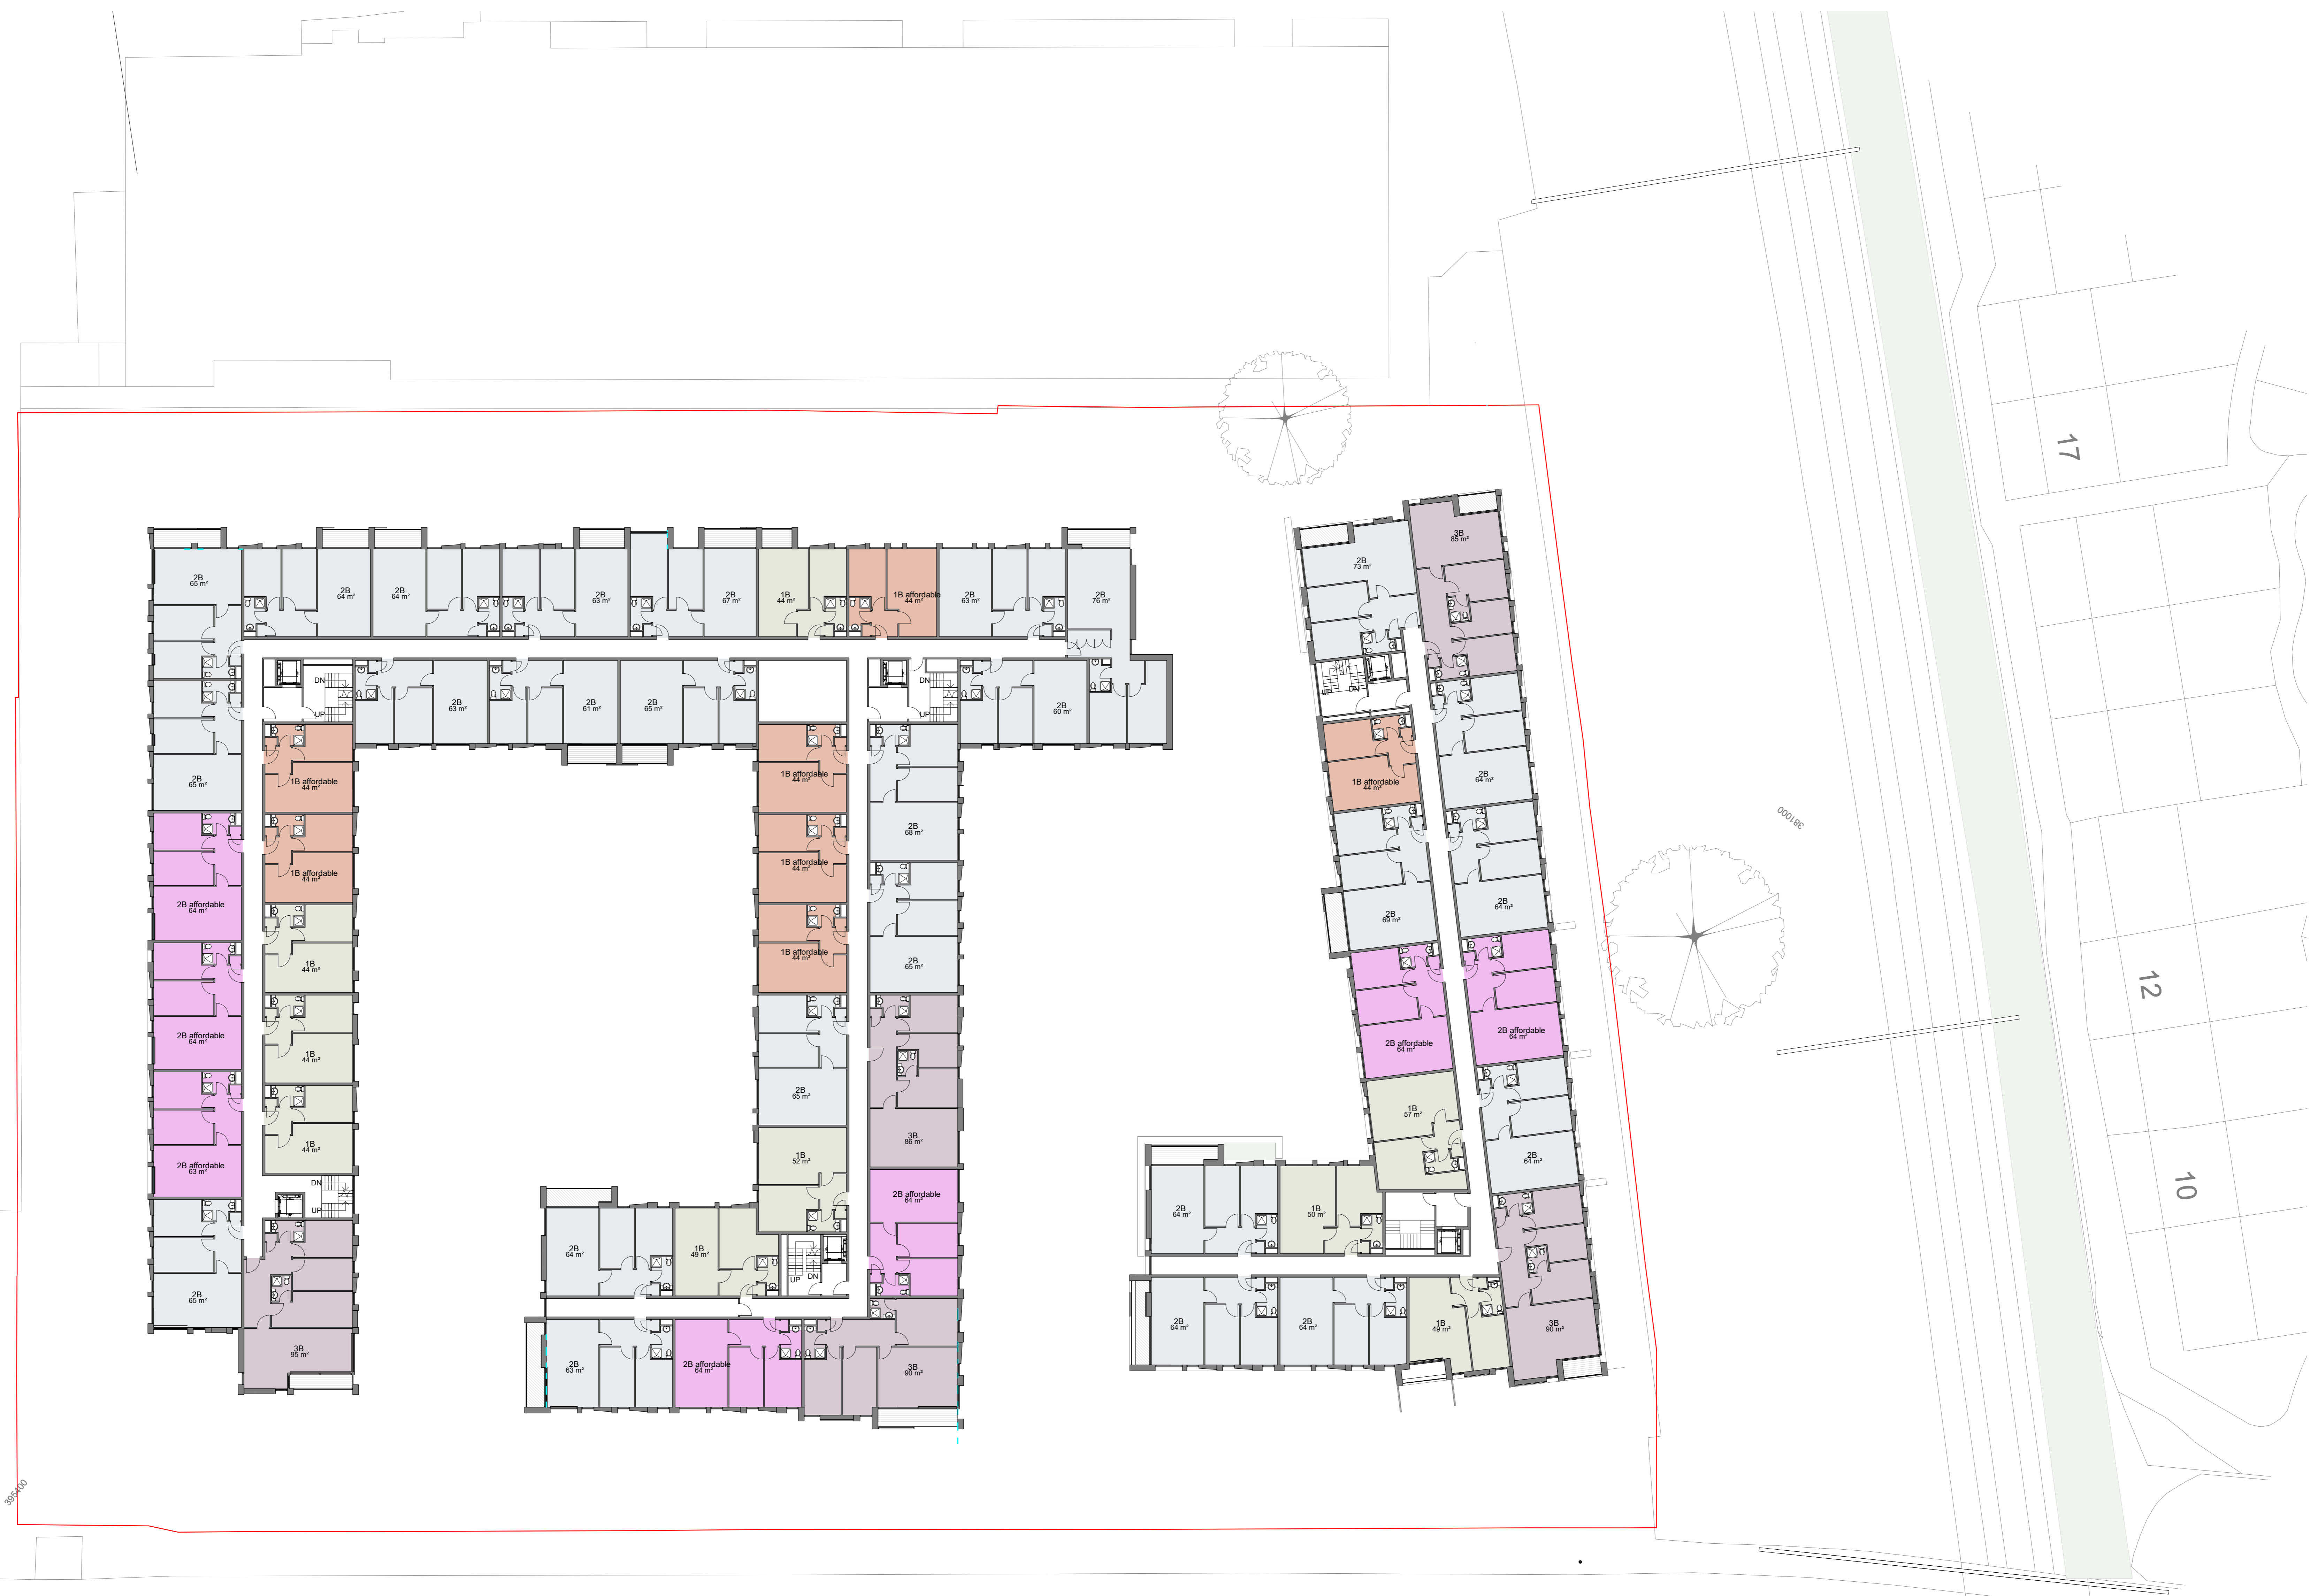 17
2B
65 m²
2B
64 m²
2B
64 m²
2B
63 m²
2B
67 m²
1B
44 m²
1B affordable
44 m²
2B
63 m²
2B
76 m²
2B
73 m²
3B
85 m²
DN
UP
2B
63 m²
2B
61 m²
2B
65 m²
DN
UP
2B
60 m²
UP
DN
2B
65 m²
1B affordable
44 m²
1B affordable
44 m²
2B
68 m²
1B affordable
44 m²
2B
64 m²
381000
1B affordable
44 m²
1B affordable
44 m²
2B affordable
64 m²
2B
69 m²
2B
64 m²
1B
44 m²
1B affordable
44 m²
2B
65 m²
12
2B affordable
64 m²
1B
44 m²
2B affordable
64 m²
2B affordable
64 m²
2B
65 m²
1B
57 m²
2B affordable
63 m²
1B
44 m²
1B
52 m²
3B
86 m²
2B
64 m²
DN
UP
2B affordable
64 m²
10
2B
64 m²
1B
50 m²
2B
64 m²
1B
49 m²
UP
DN
2B
65 m²
3B
95 m²
2B
63 m²
2B affordable
64 m²
3B
90 m²
2B
64 m²
2B
64 m²
1B
49 m²
3B
90 m²
395400